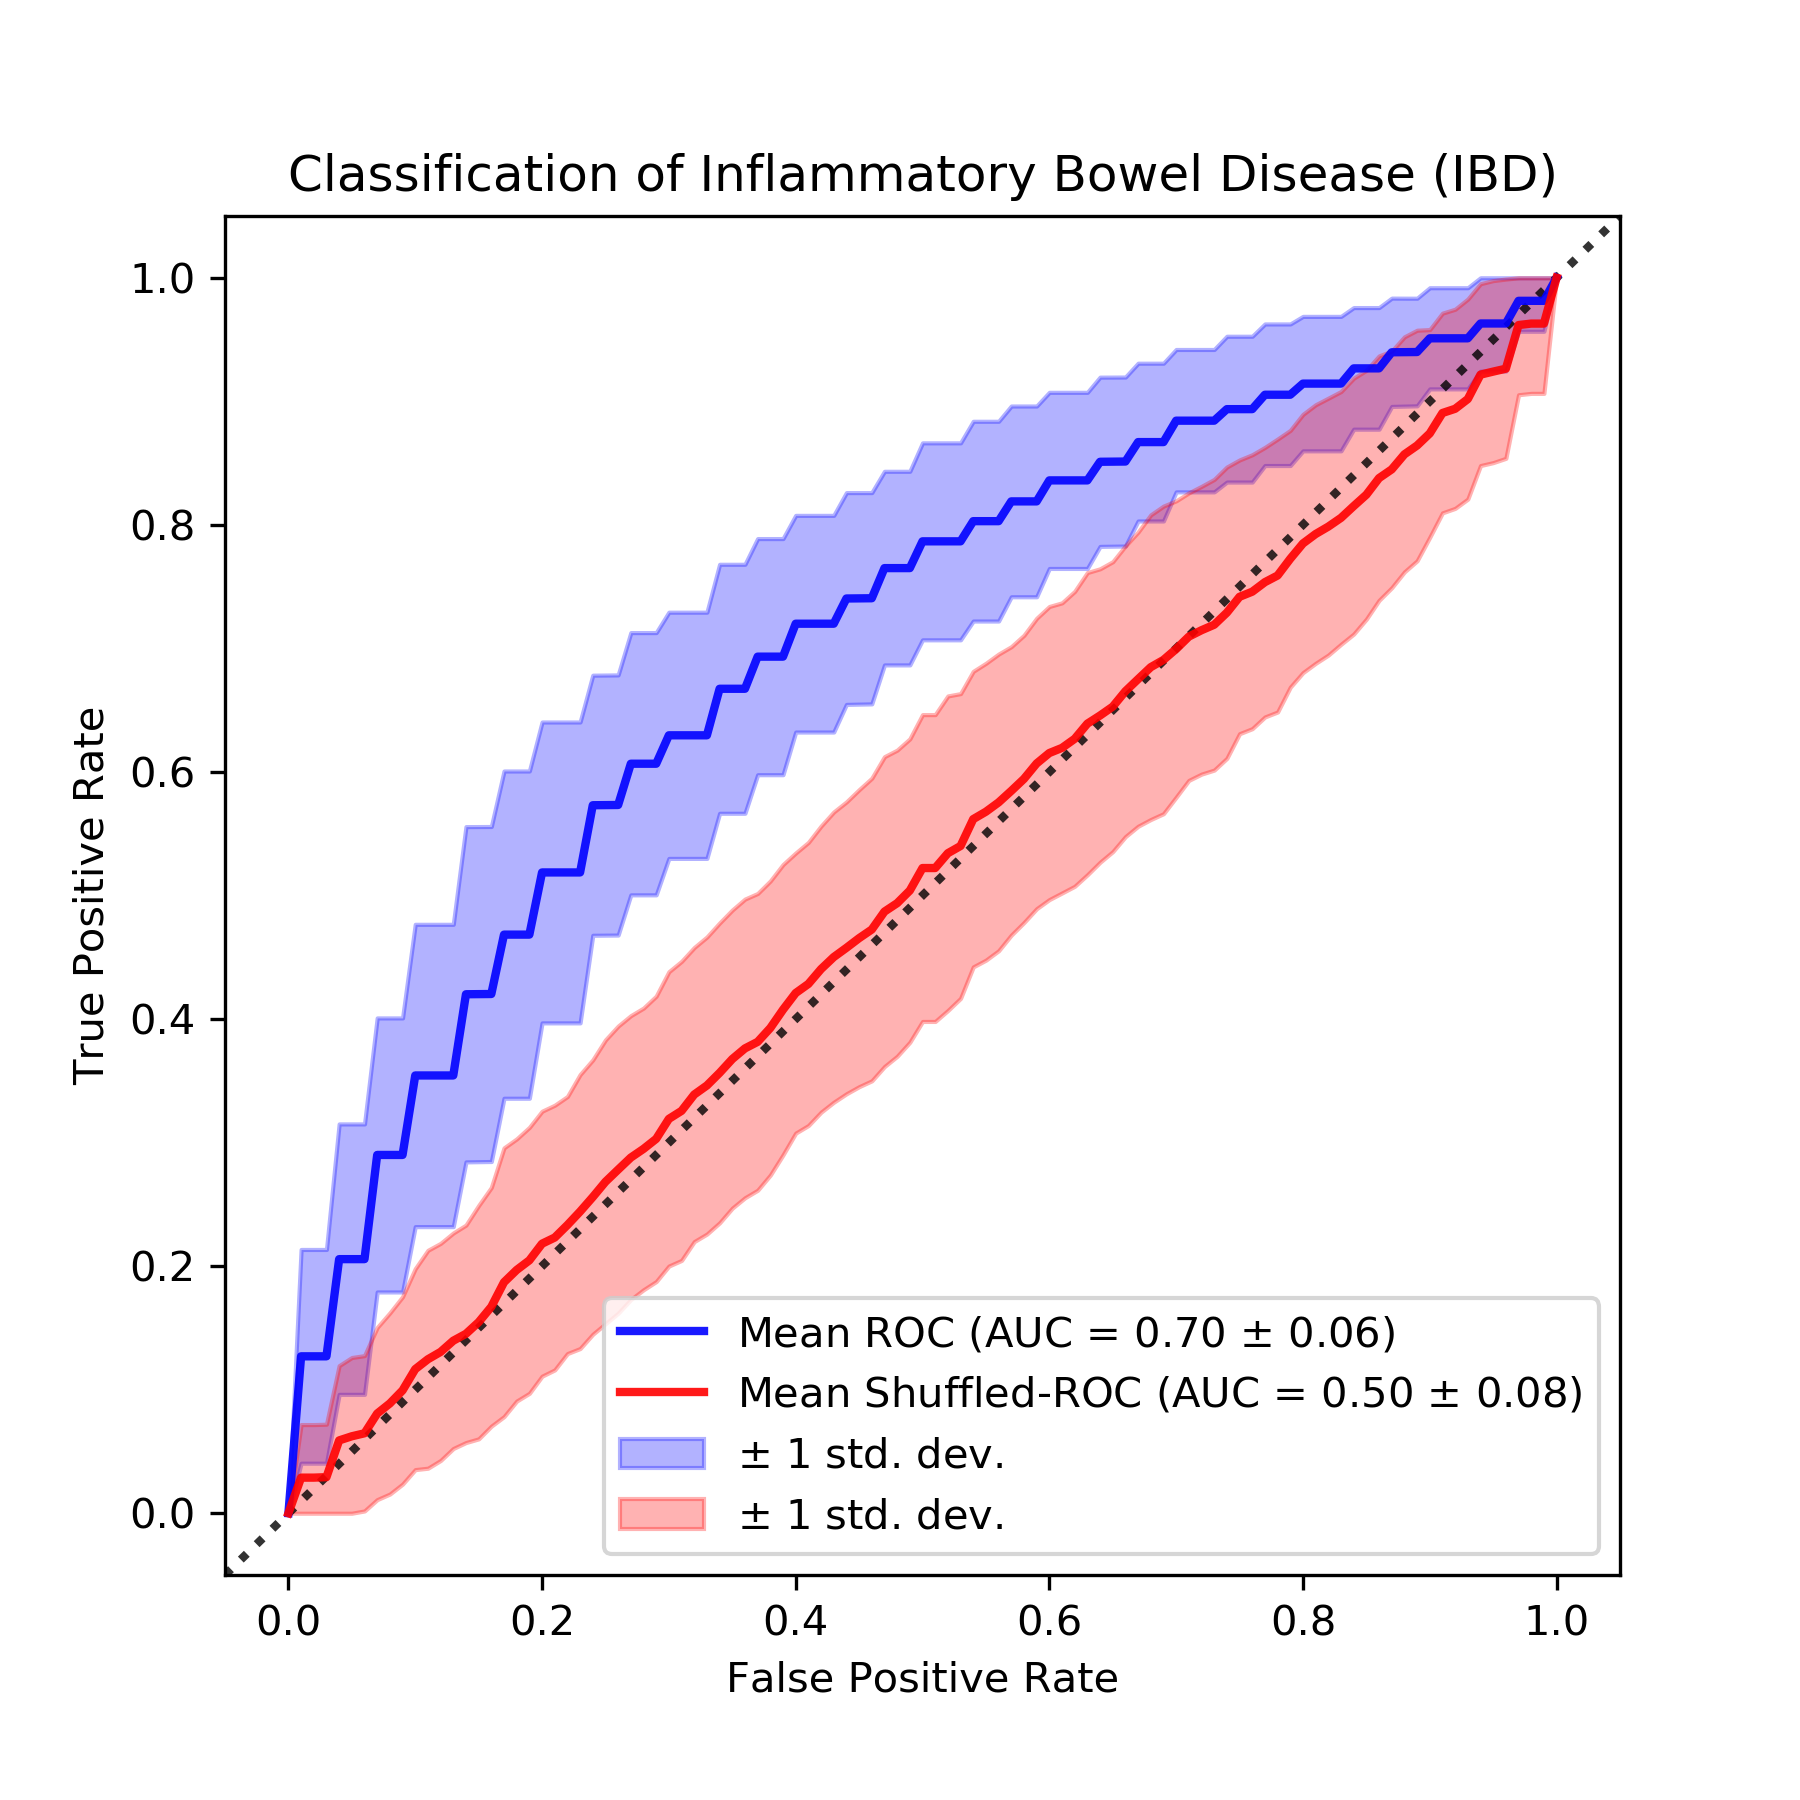 Classification of Inflammatory Bowel Disease (IBD)
1.0
0.8
0.6
0.4
0.2
0.0
True Positive Rate
Mean ROC (AUC = 0.70 ± 0.06)
Mean Shuffled-ROC (AUC = 0.50 ± 0.08)
± 1 std. dev.
± 1 std. dev.
0.0 0.2 0.4 0.6 0.8 1.0
False Positive Rate